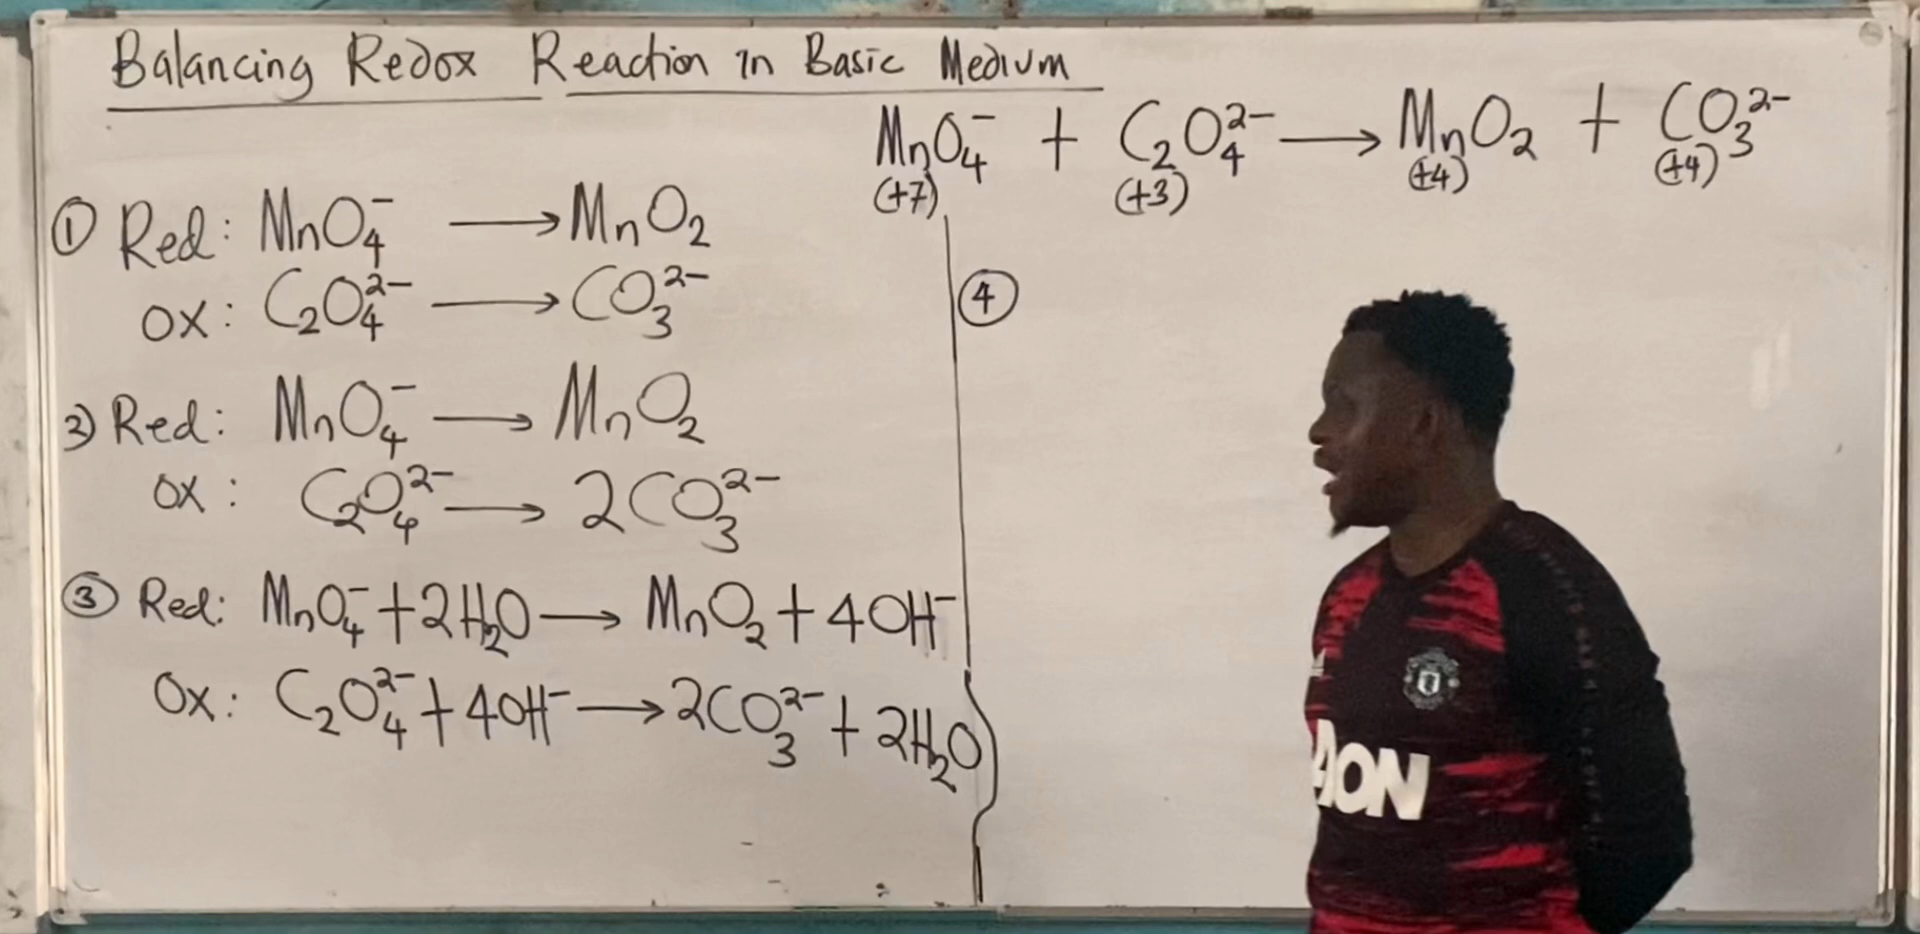 Balancing Redox Reaction in Basic Medium
MnO₄⁻ + C₂O₄²⁻ ⟶ MnO₂ + CO₃²⁻
(+7) (+3) (+4) (+4)
① Red: MnO₄⁻ ⟶ MnO₂
OX: C₂O₄²⁻ ⟶ CO₃²⁻
2) Red: MnO₄⁻ ⟶ MnO₂
OX: C₂O₄²⁻ ⟶ 2CO₃²⁻
③ Red: MnO₄⁻ + 2H₂O ⟶ MnO₂ + 4OH⁻
Ox: C₂O₄²⁻ + 4OH⁻ ⟶ 2CO₃²⁻ + 2H₂O
④
AON